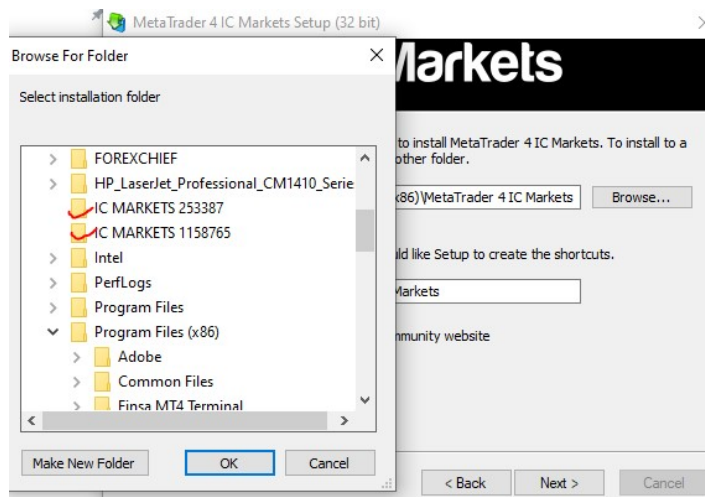 MetaTrader 4 IC Markets Setup (32 bit)
Browse For Folder
Select installation folder
FOREXCHIEF
HP_LaserJet_Professional_CM1410_Serie
IC MARKETS 253387
IC MARKETS 1158765
Intel
PerfLogs
Program Files
Program Files (x86)
Adobe
Common Files
Finsa MT4 Terminal
Make New Folder
OK
Cancel
Markets
to install MetaTrader 4 IC Markets. To install to a
other folder.
(x86)\MetaTrader 4 IC Markets
Browse...
uld like Setup to create the shortcuts.
Markets
mmunity website
< Back
Next >
Cancel